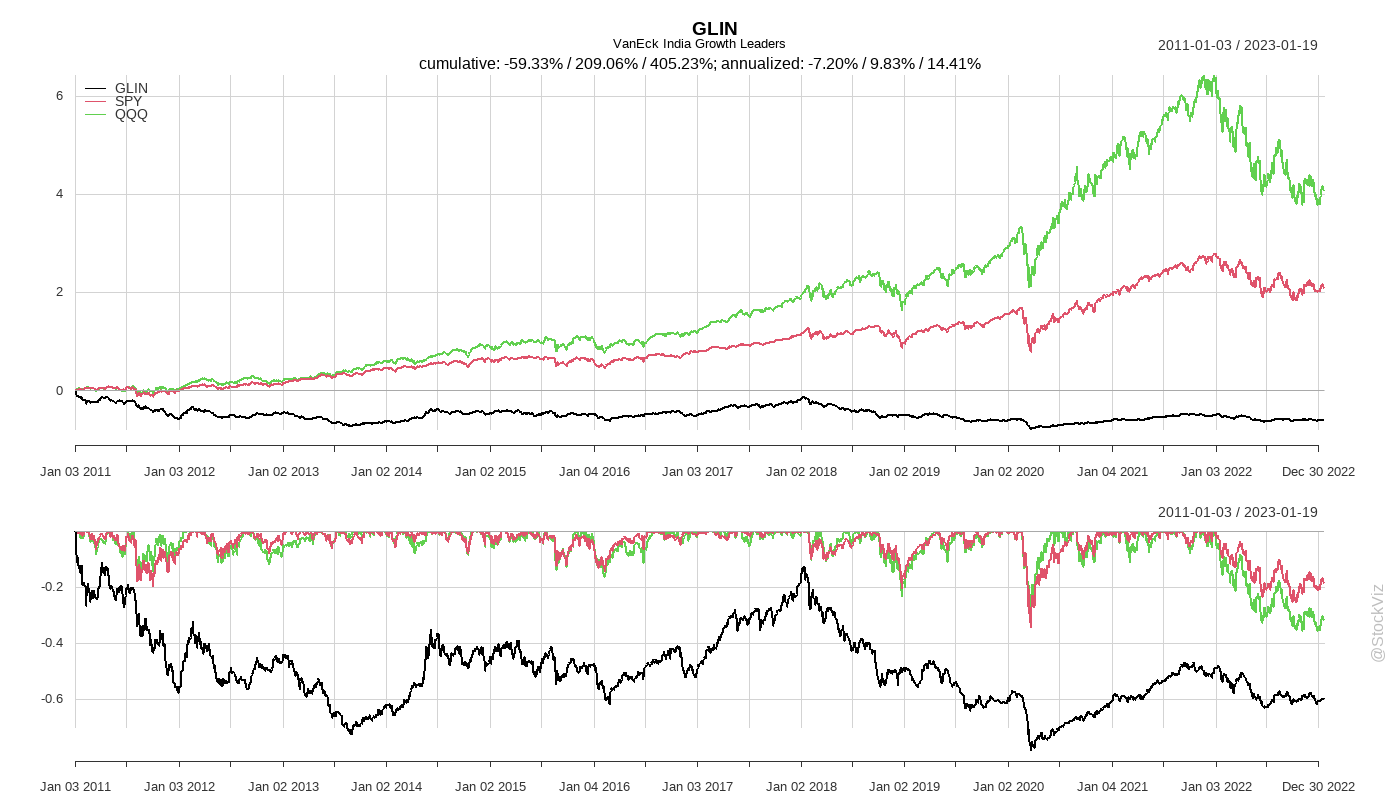 GLIN
VanEck India Growth Leaders
2011-01-03 / 2023-01-19
cumulative: -59.33% / 209.06% / 405.23%; annualized: -7.20% / 9.83% / 14.41%
GLIN
SPY
QQQ
6
4
2
0
Jan 03 2011 Jan 03 2012 Jan 02 2013 Jan 02 2014 Jan 02 2015 Jan 04 2016 Jan 03 2017 Jan 02 2018 Jan 02 2019 Jan 02 2020 Jan 04 2021 Jan 03 2022 Dec 30 2022
2011-01-03 / 2023-01-19
-0.2
-0.4
-0.6
Jan 03 2011 Jan 03 2012 Jan 02 2013 Jan 02 2014 Jan 02 2015 Jan 04 2016 Jan 03 2017 Jan 02 2018 Jan 02 2019 Jan 02 2020 Jan 04 2021 Jan 03 2022 Dec 30 2022
@StockViz